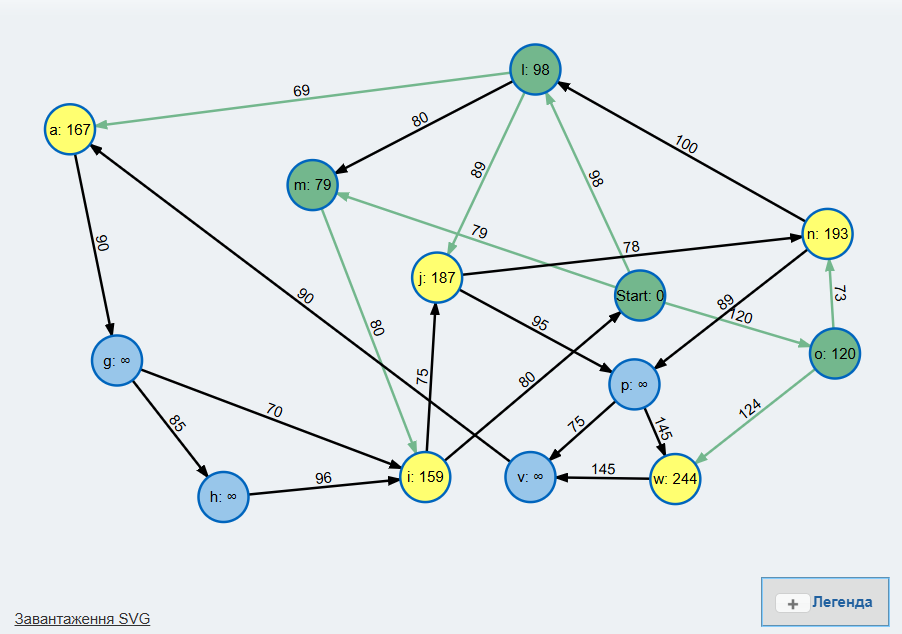 l: 98
69
a: 167
80
100
89
98
m: 79
79
n: 193
90
78
j: 187
90
Start: 0
73
89
120
95
80
o: 120
g: ∞
75
80
p: ∞
70
124
85
75
145
96
i: 159
v: ∞
145
w: 244
h: ∞
+ Легенда
Завантаження SVG